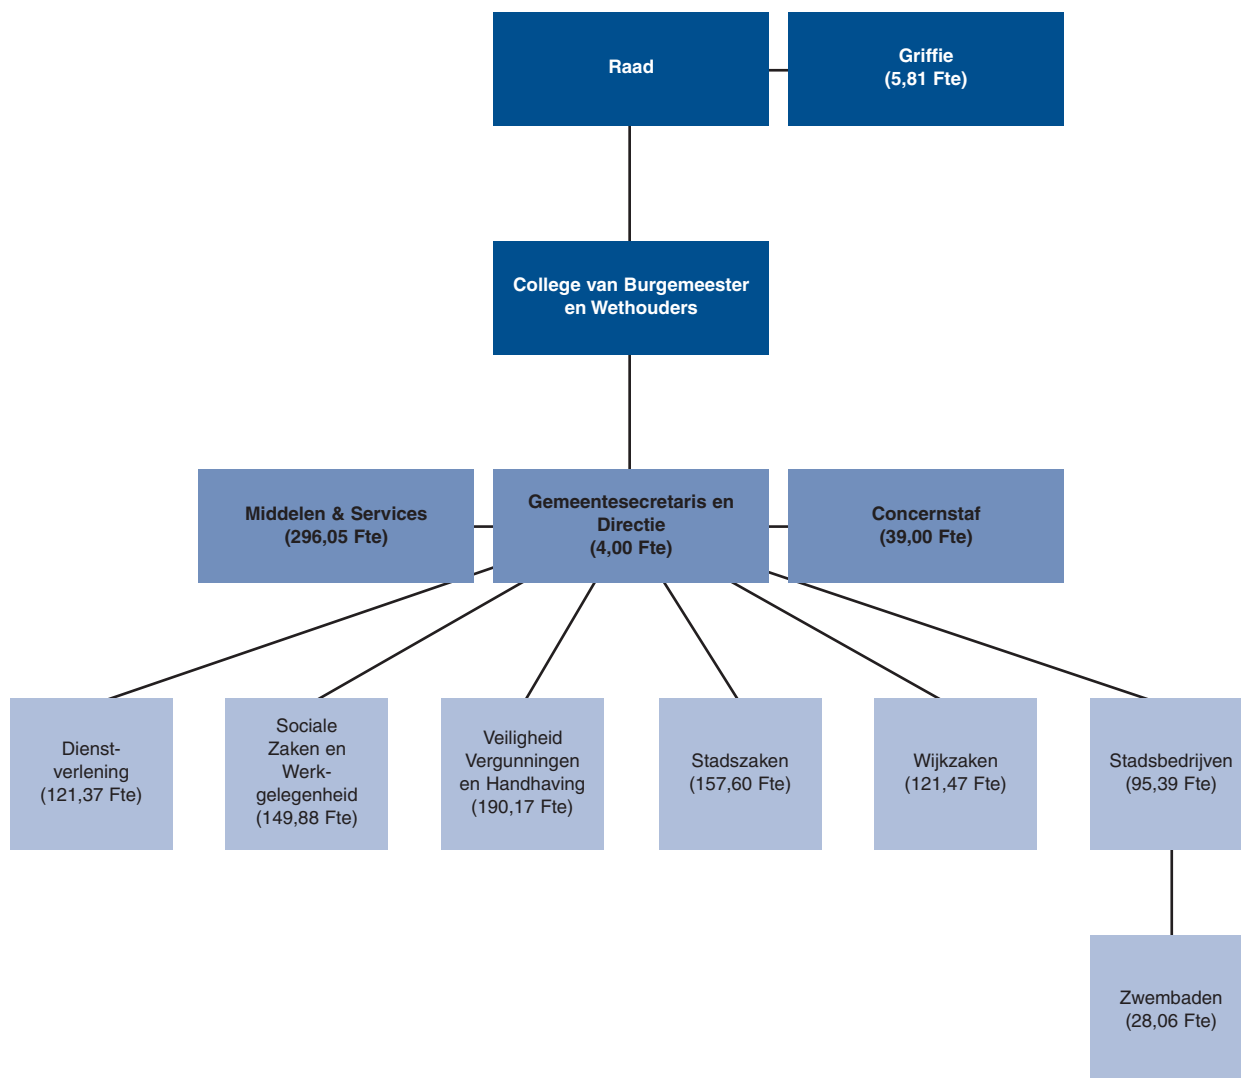 Raad
Griffie
(5,81 Fte)
College van Burgemeester
en Wethouders
Middelen & Services
(296,05 Fte)
Gemeentesecretaris en
Directie
(4,00 Fte)
Concernstaf
(39,00 Fte)
Dienst-
verlening
(121,37 Fte)
Sociale
Zaken en
Werk-
gelegenheid
(149,88 Fte)
Veiligheid
Vergunningen
en Handhaving
(190,17 Fte)
Stadszaken
(157,60 Fte)
Wijkzaken
(121,47 Fte)
Stadsbedrijven
(95,39 Fte)
Zwembaden
(28,06 Fte)